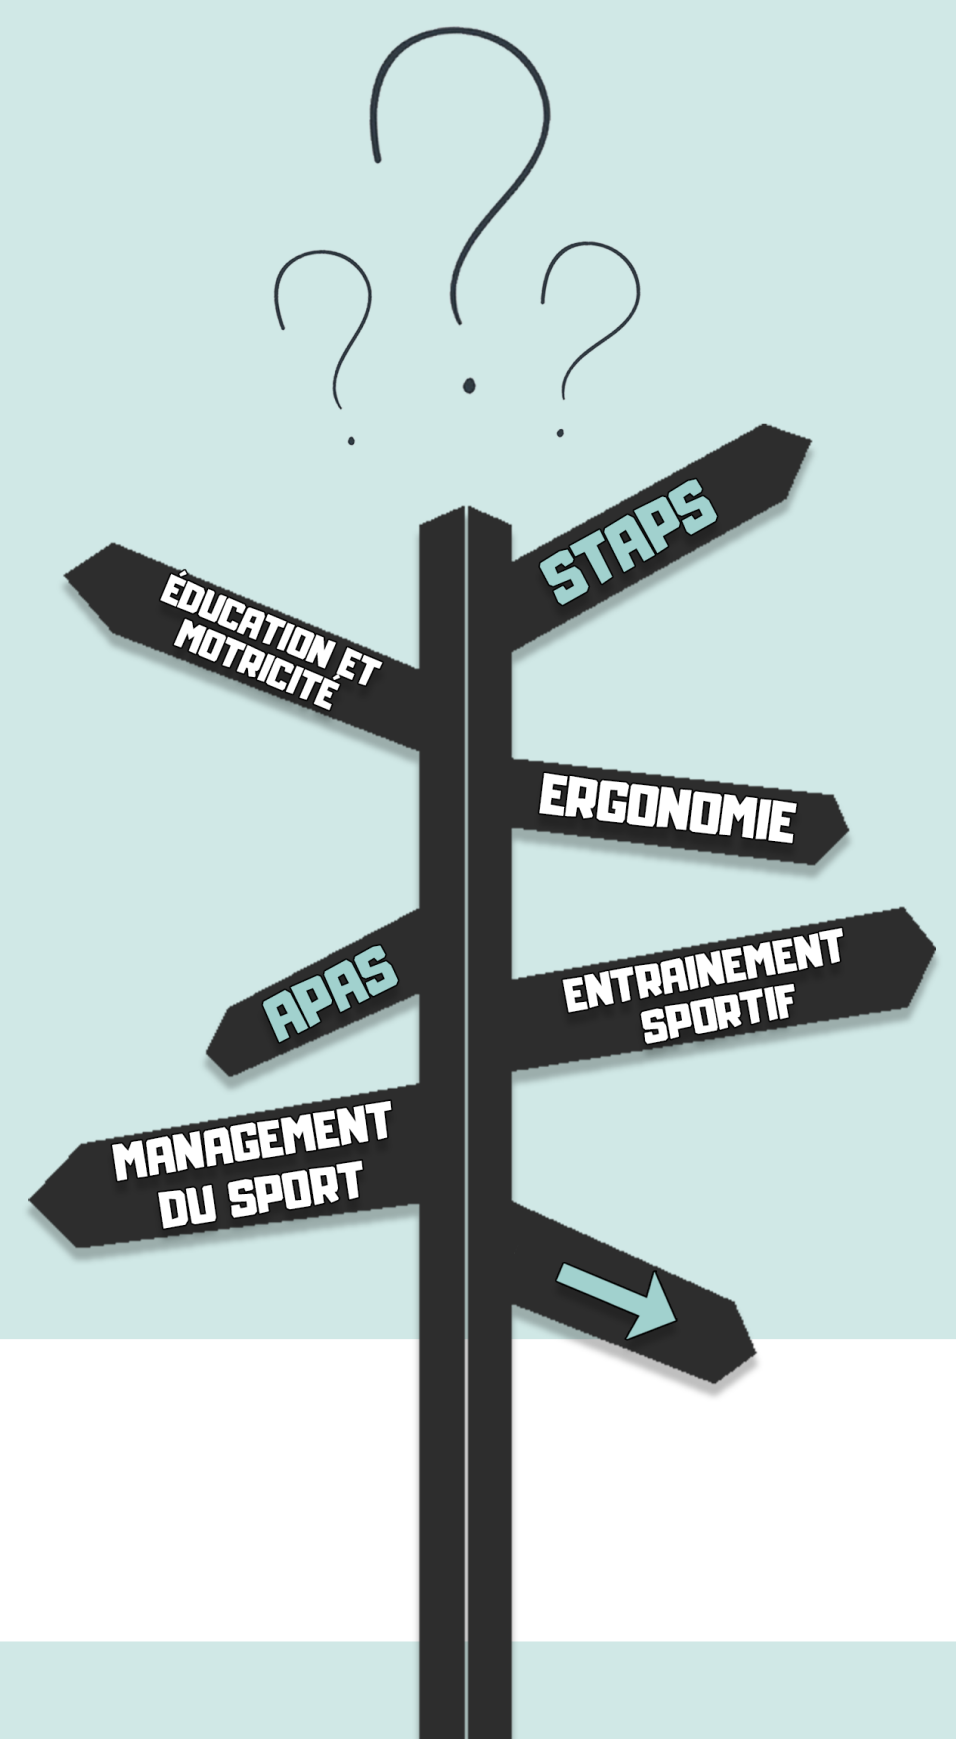 STAPS
ÉDUCATION ET
MOTRICITÉ
ERGONOMIE
APAS
ENTRAINEMENT
SPORTIF
MANAGEMENT
DU SPORT